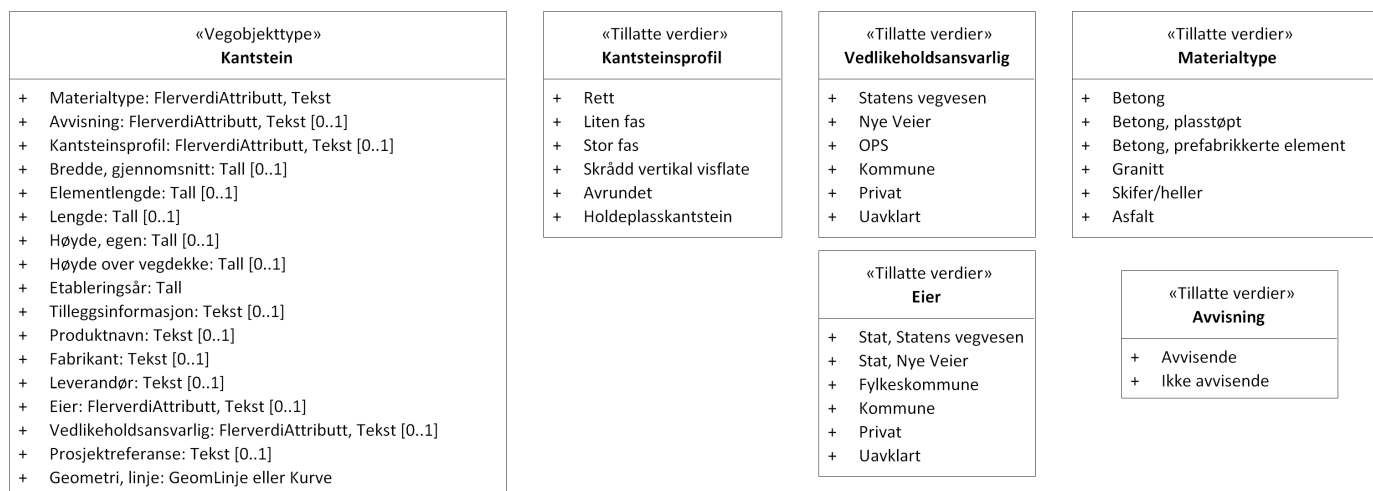 «Vegobjekttype»
Kantstein
+ Materialtype: FlerverdiAttributt, Tekst
+ Avvisning: FlerverdiAttributt, Tekst [0..1]
+ Kantsteinsprofil: FlerverdiAttributt, Tekst [0..1]
+ Bredde, gjennomsnitt: Tall [0..1]
+ Elementlengde: Tall [0..1]
+ Lengde: Tall [0..1]
+ Høyde, egen: Tall [0..1]
+ Høyde over vegdekke: Tall [0..1]
+ Etableringsår: Tall
+ Tilleggsinformasjon: Tekst [0..1]
+ Produktnavn: Tekst [0..1]
+ Fabrikant: Tekst [0..1]
+ Leverandør: Tekst [0..1]
+ Eier: FlerverdiAttributt, Tekst [0..1]
+ Vedlikeholdsansvarlig: FlerverdiAttributt, Tekst [0..1]
+ Prosjektreferanse: Tekst [0..1]
+ Geometri, linje: GeomLinje eller Kurve
«Tillatte verdier»
Kantsteinsprofil
+ Rett
+ Liten fas
+ Stor fas
+ Skrådd vertikal visflate
+ Avrundet
+ Holdeplasskantstein
«Tillatte verdier»
Vedlikeholdsansvarlig
+ Statens vegvesen
+ Nye Veier
+ OPS
+ Kommune
+ Privat
+ Uavklart
«Tillatte verdier»
Eier
+ Stat, Statens vegvesen
+ Stat, Nye Veier
+ Fylkeskommune
+ Kommune
+ Privat
+ Uavklart
«Tillatte verdier»
Materialtype
+ Betong
+ Betong, plasstøpt
+ Betong, prefabrikkerte element
+ Granitt
+ Skifer/heller
+ Asfalt
«Tillatte verdier»
Avvisning
+ Avvisende
+ Ikke avvisende